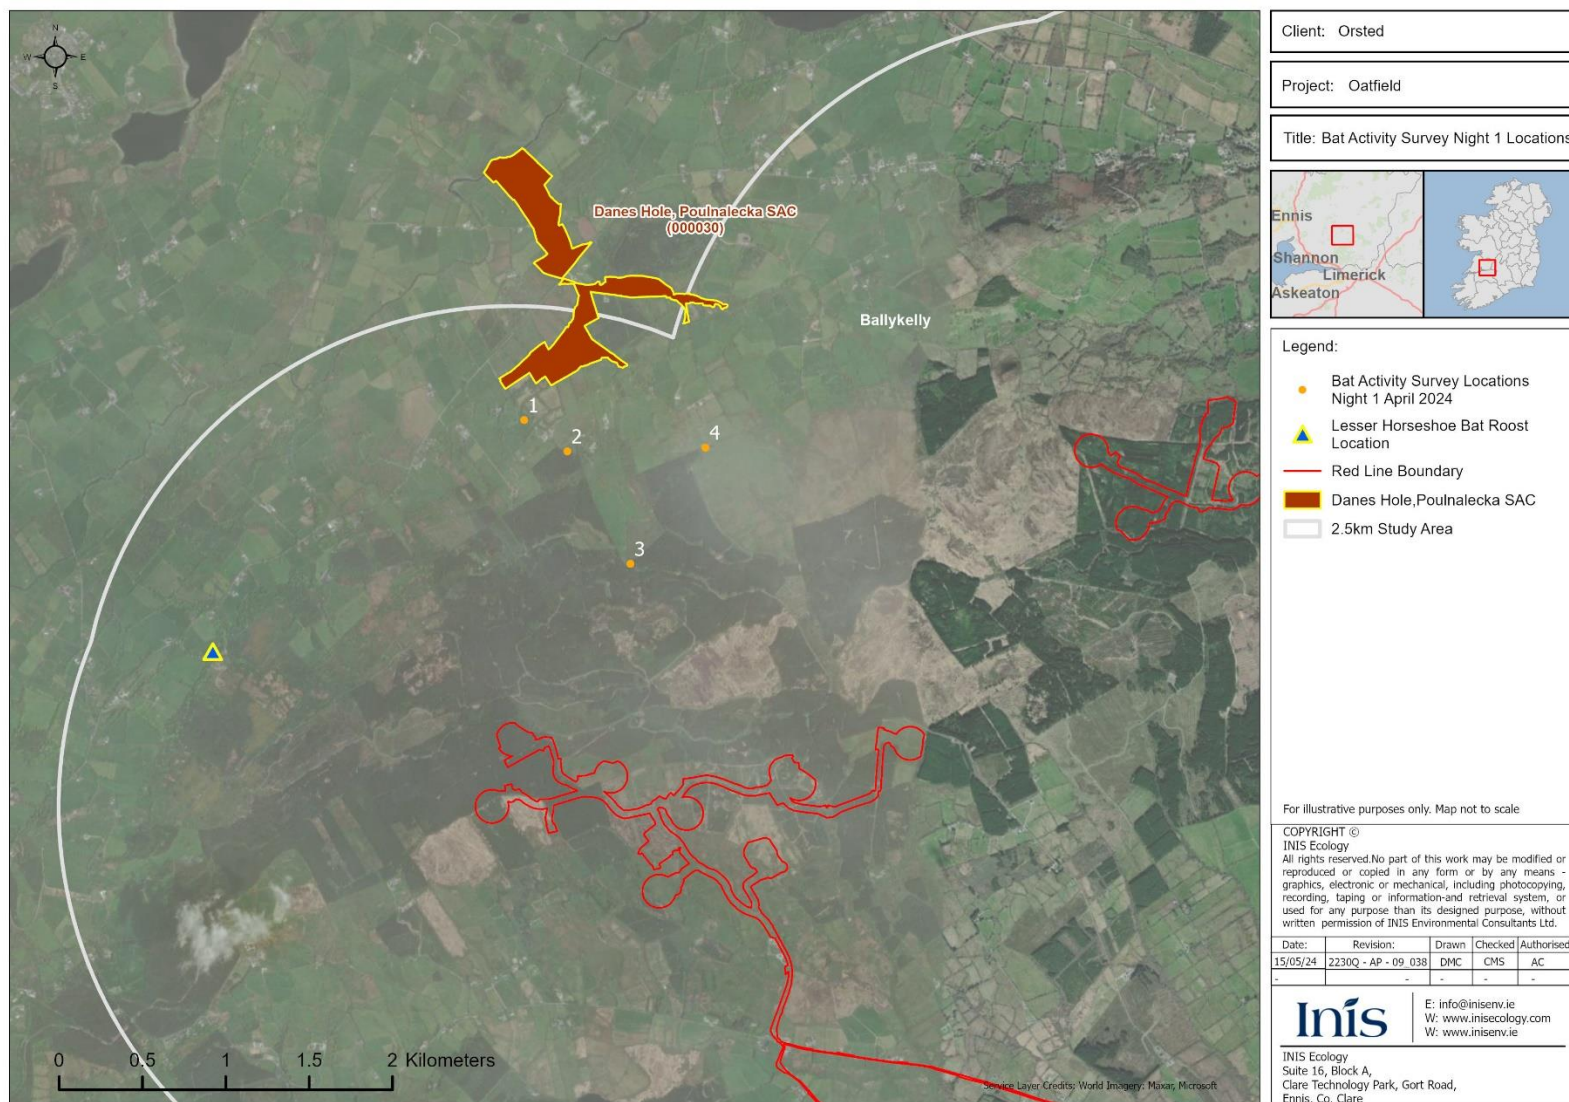 N
W
E
S
Danes Hole, Poulnalecka SAC
(000030)
Ballykelly
1
2
4
3
0 0.5 1 1.5 2 Kilometers
Service Layer Credits: World Imagery: Maxar, Microsoft
Client: Orsted
Project: Oatfield
Title: Bat Activity Survey Night 1 Locations
Ennis
Shannon
Limerick
Askeaton
Legend:
Bat Activity Survey Locations
Night 1 April 2024
Lesser Horseshoe Bat Roost
Location
Red Line Boundary
Danes Hole,Poulnalecka SAC
2.5km Study Area
For illustrative purposes only. Map not to scale
COPYRIGHT ©
INIS Ecology
All rights reserved.No part of this work may be modified or
reproduced or copied in any form or by any means -
graphics, electronic or mechanical, including photocopying,
recording, taping or information-and retrieval system, or
used for any purpose than its designed purpose, without
written permission of INIS Environmental Consultants Ltd.
Date: Revision: Drawn Checked Authorised
15/05/24 2230Q - AP - 09_038 DMC CMS AC
- - - - -
Inis
E: info@inisenv.ie
W: www.inisecology.com
W: www.inisenv.ie
INIS Ecology
Suite 16, Block A,
Clare Technology Park, Gort Road,
Ennis, Co. Clare